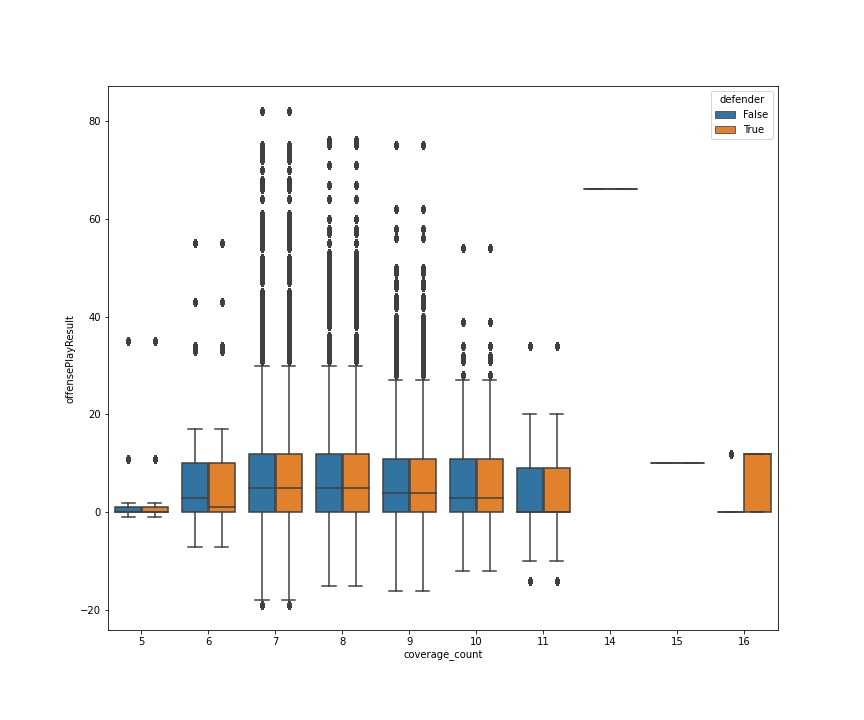 defender
False
True
80
60
40
20
0
−20
offensePlayResult
5 6 7 8 9 10 11 14 15 16
coverage_count